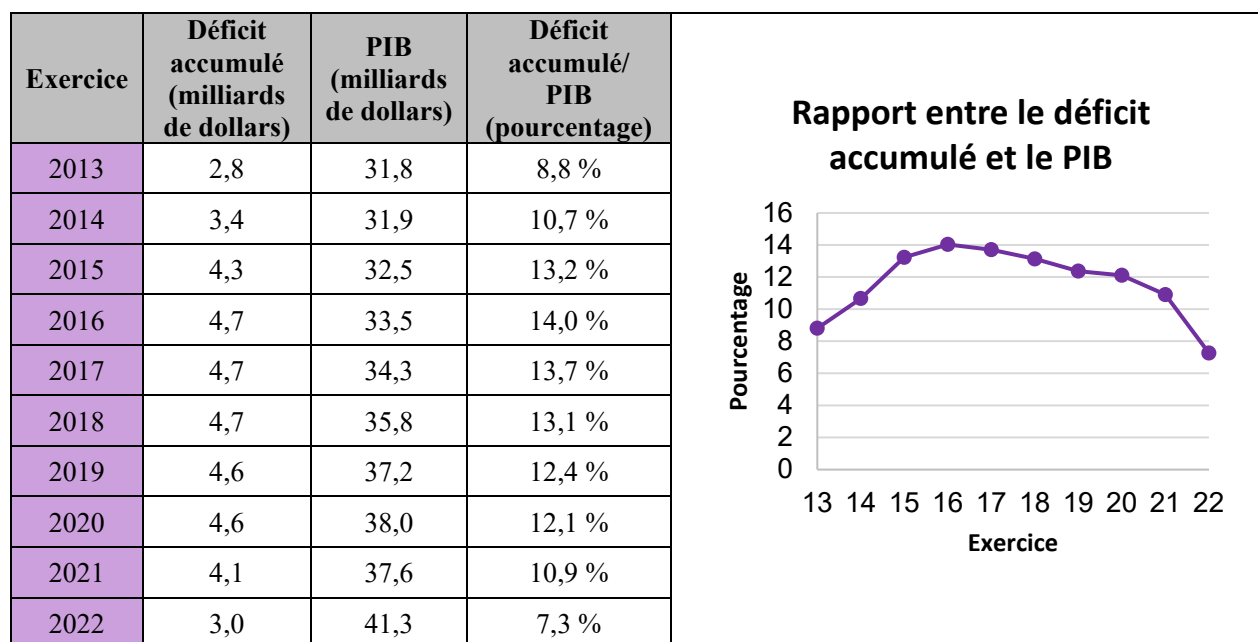 Exercice
Déficit
accumulé
(milliards
de dollars)
PIB
(milliards
de dollars)
Déficit
accumulé/
PIB
(pourcentage)
2013 2,8 31,8 8,8 %
2014 3,4 31,9 10,7 %
2015 4,3 32,5 13,2 %
2016 4,7 33,5 14,0 %
2017 4,7 34,3 13,7 %
2018 4,7 35,8 13,1 %
2019 4,6 37,2 12,4 %
2020 4,6 38,0 12,1 %
2021 4,1 37,6 10,9 %
2022 3,0 41,3 7,3 %
Rapport entre le déficit
accumulé et le PIB
Pourcentage
16
14
12
10
8
6
4
2
0
13 14 15 16 17 18 19 20 21 22
Exercice